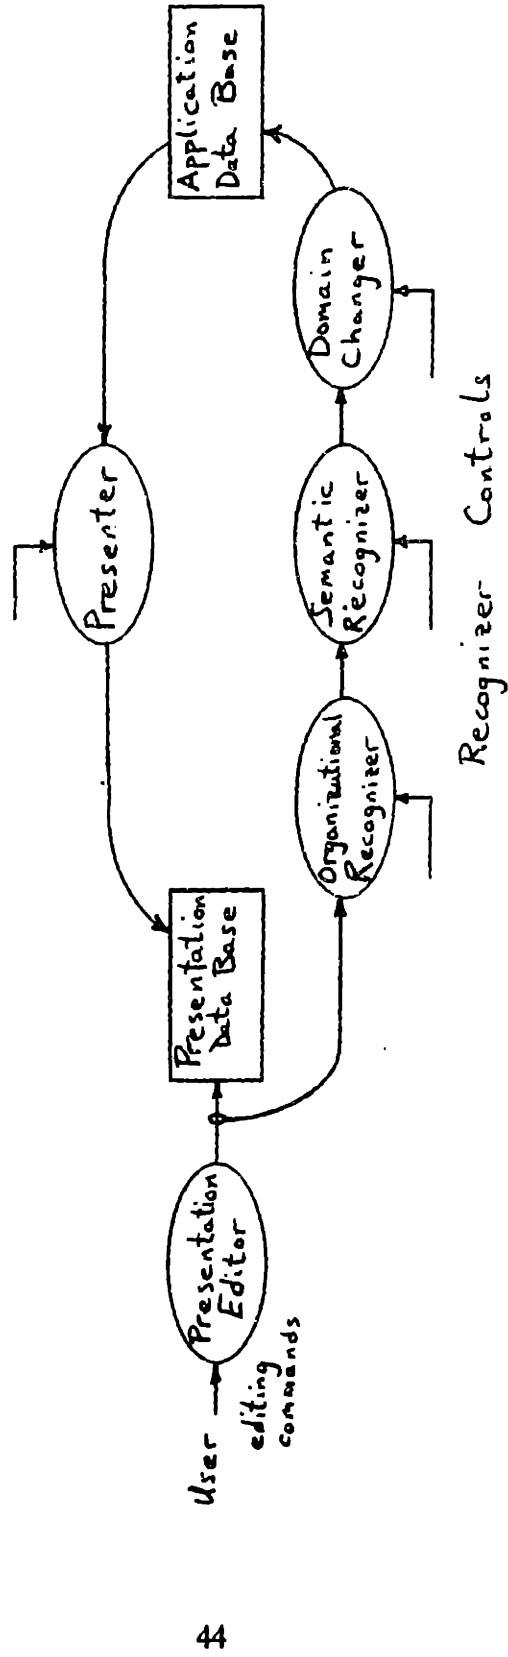 Presenter
Presentation
Data Base
Application
Data Base
User
editing
commands
Presentation
Editor
Organizational
Recognizer
Semantic
Recognizer
Domain
Changer
Recognizer Controls
44